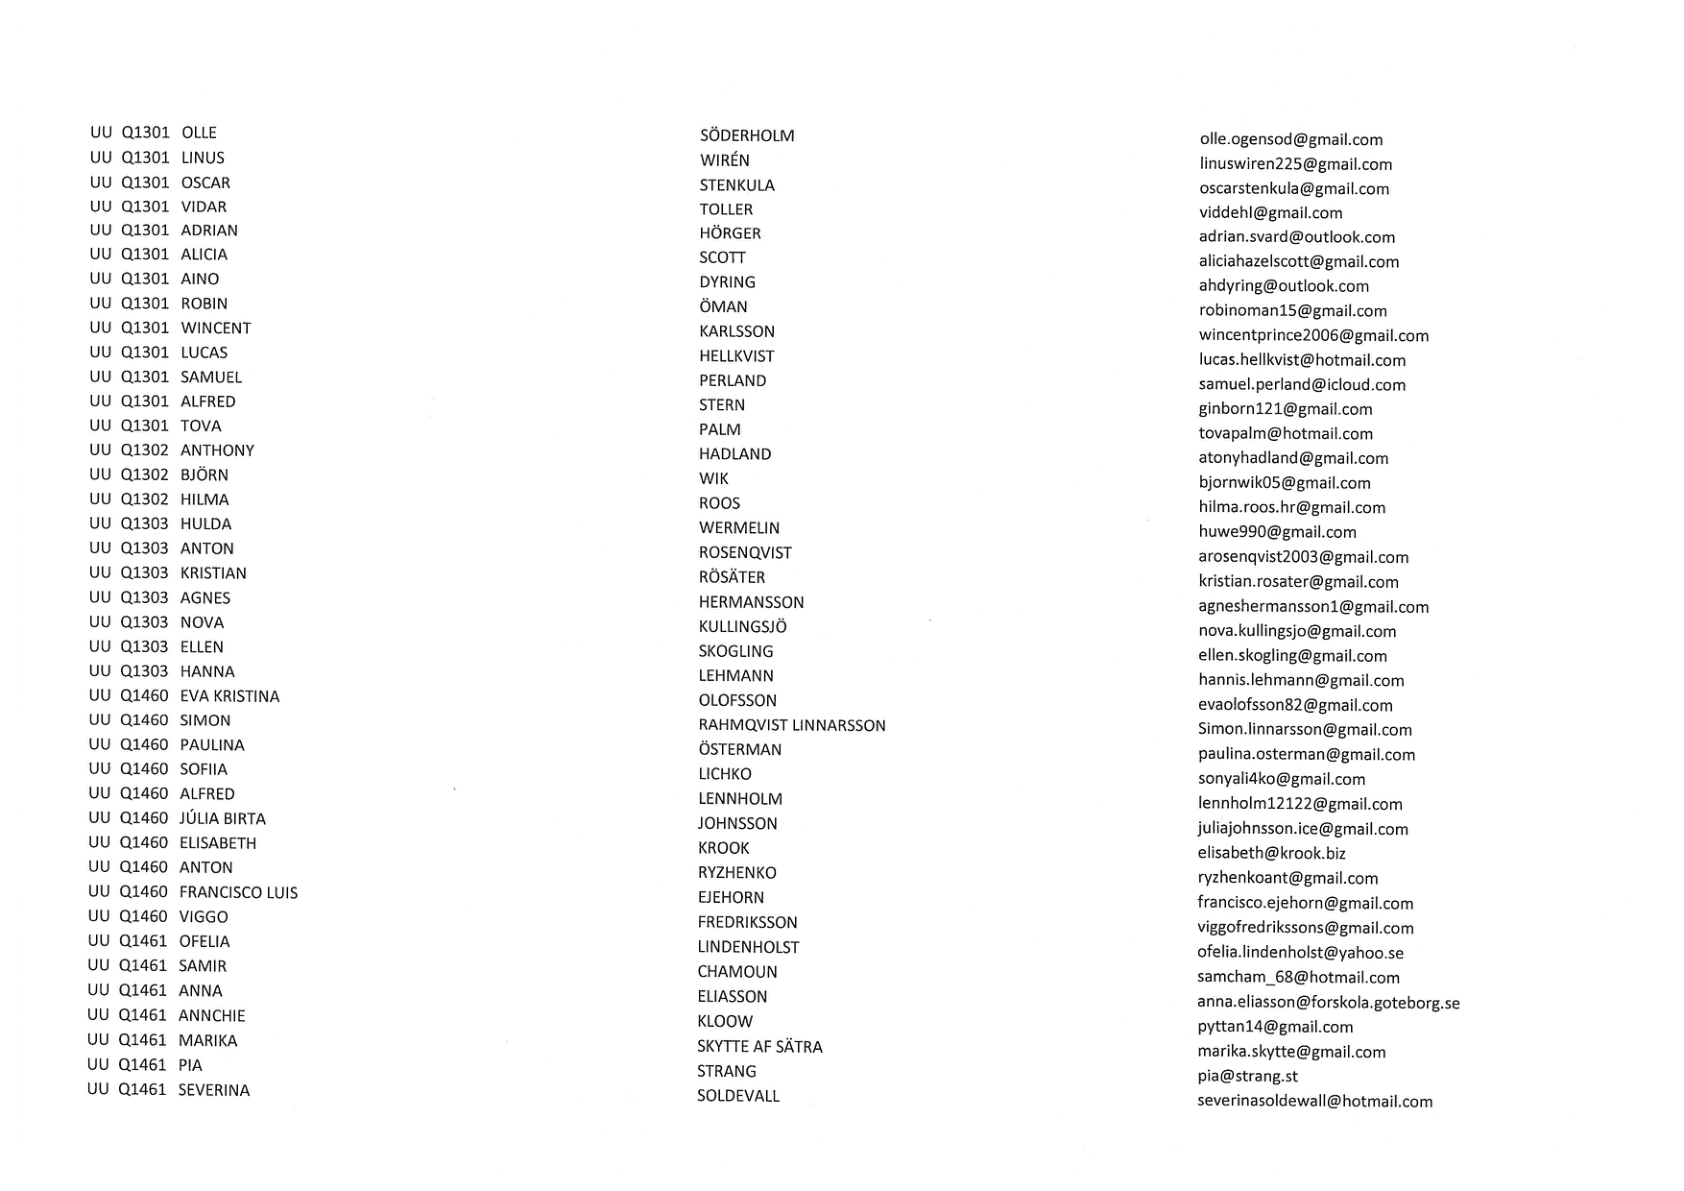 UU Q1301 OLLE SÖDERHOLM olle.ogensod@gmail.com
UU Q1301 LINUS WIRÉN linuswiren225@gmail.com
UU Q1301 OSCAR STENKULA oscarstenkula@gmail.com
UU Q1301 VIDAR TOLLER viddehl@gmail.com
UU Q1301 ADRIAN HÖRGER adrian.svard@outlook.com
UU Q1301 ALICIA SCOTT aliciahazelscott@gmail.com
UU Q1301 AINO DYRING ahdyring@outlook.com
UU Q1301 ROBIN ÖMAN robinoman15@gmail.com
UU Q1301 WINCENT KARLSSON wincentprince2006@gmail.com
UU Q1301 LUCAS HELLKVIST lucas.hellkvist@hotmail.com
UU Q1301 SAMUEL PERLAND samuel.perland@icloud.com
UU Q1301 ALFRED STERN ginborn121@gmail.com
UU Q1301 TOVA PALM tovapalm@hotmail.com
UU Q1302 ANTHONY HADLAND atonyhadland@gmail.com
UU Q1302 BJÖRN WIK bjornwik05@gmail.com
UU Q1302 HILMA ROOS hilma.roos.hr@gmail.com
UU Q1303 HULDA WERMELIN huwe990@gmail.com
UU Q1303 ANTON ROSENQVIST arosenqvist2003@gmail.com
UU Q1303 KRISTIAN RÖSÄTER kristian.rosater@gmail.com
UU Q1303 AGNES HERMANSSON agneshermansson1@gmail.com
UU Q1303 NOVA KULLINGSJÖ nova.kullingsjo@gmail.com
UU Q1303 ELLEN SKOGLING ellen.skogling@gmail.com
UU Q1303 HANNA LEHMANN hannis.lehmann@gmail.com
UU Q1460 EVA KRISTINA OLOFSSON evaolofsson82@gmail.com
UU Q1460 SIMON RAHMQVIST LINNARSSON Simon.linnarsson@gmail.com
UU Q1460 PAULINA ÖSTERMAN paulina.osterman@gmail.com
UU Q1460 SOFIIA LICHKO sonyali4ko@gmail.com
UU Q1460 ALFRED LENNHOLM lennholm12122@gmail.com
UU Q1460 JÚLIA BIRTA JOHNSSON juliajohnsson.ice@gmail.com
UU Q1460 ELISABETH KROOK elisabeth@krook.biz
UU Q1460 ANTON RYZHENKO ryzhenkoant@gmail.com
UU Q1460 FRANCISCO LUIS EJEHORN francisco.ejehorn@gmail.com
UU Q1460 VIGGO FREDRIKSSON viggofredrikssons@gmail.com
UU Q1461 OFELIA LINDENHOLST ofelia.lindenholst@yahoo.se
UU Q1461 SAMIR CHAMOUN samcham_68@hotmail.com
UU Q1461 ANNA ELIASSON anna.eliasson@forskola.goteborg.se
UU Q1461 ANNCHIE KLOOW pyttan14@gmail.com
UU Q1461 MARIKA SKYTTE AF SÄTRA marika.skytte@gmail.com
UU Q1461 PIA STRANG pia@strang.st
UU Q1461 SEVERINA SOLDEVALL severinasoldewall@hotmail.com